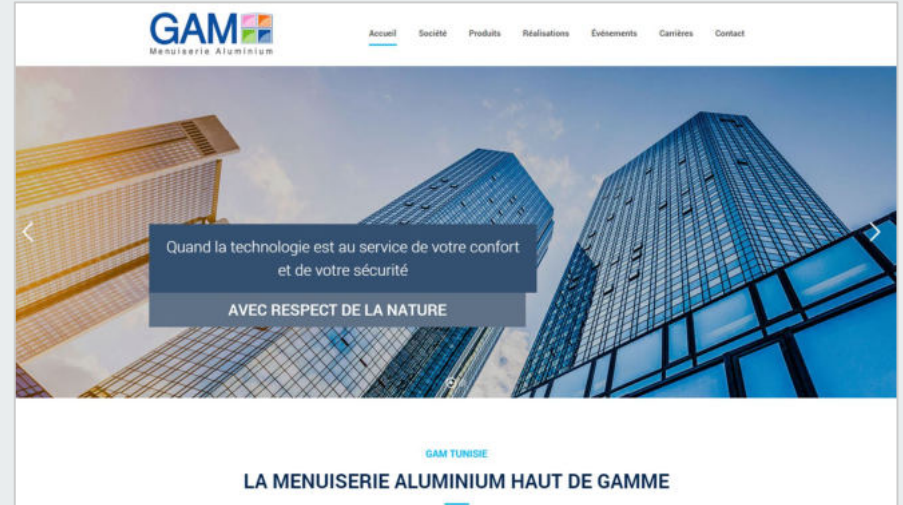 GAM
Menuiserie Aluminium
Accueil Société Produits Réalisations Événements Carrières Contact
Quand la technologie est au service de votre confort
et de votre sécurité
AVEC RESPECT DE LA NATURE
GAM TUNISIE
LA MENUISERIE ALUMINIUM HAUT DE GAMME